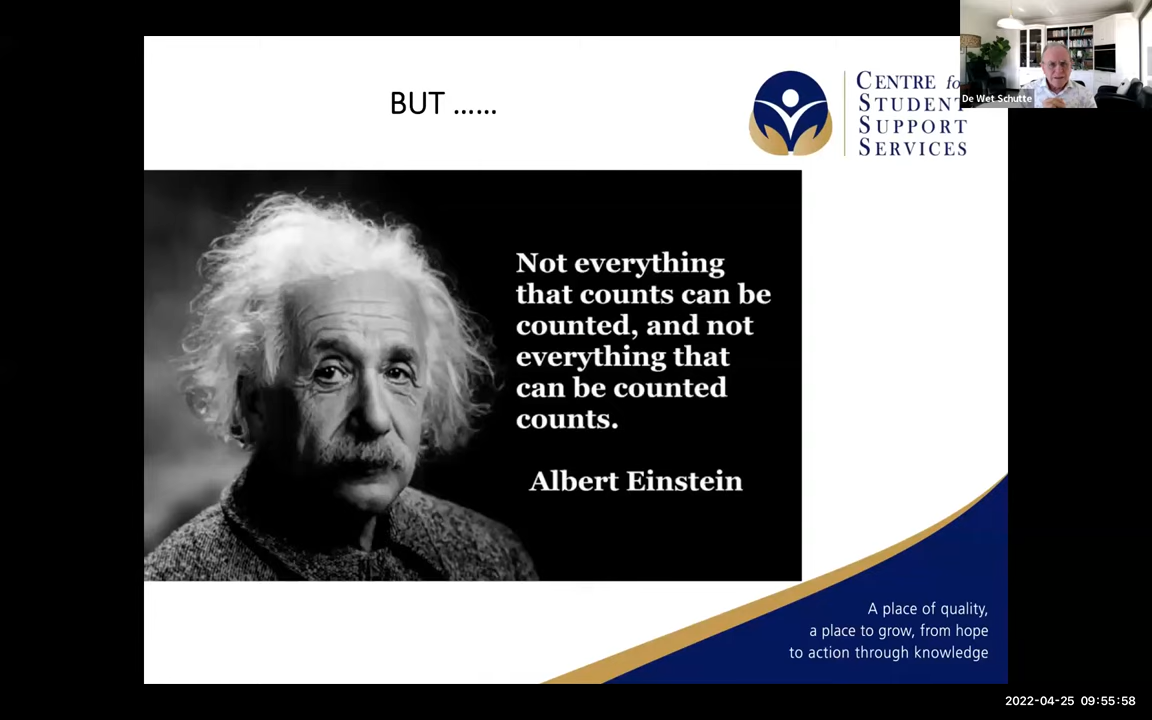 BUT ......
CENTRE fo
STUDENT
SUPPORT
SERVICES
De Wet Schutte
Not everything
that counts can be
counted, and not
everything that
can be counted
counts.
Albert Einstein
A place of quality,
a place to grow, from hope
to action through knowledge
2022-04-25 09:55:58